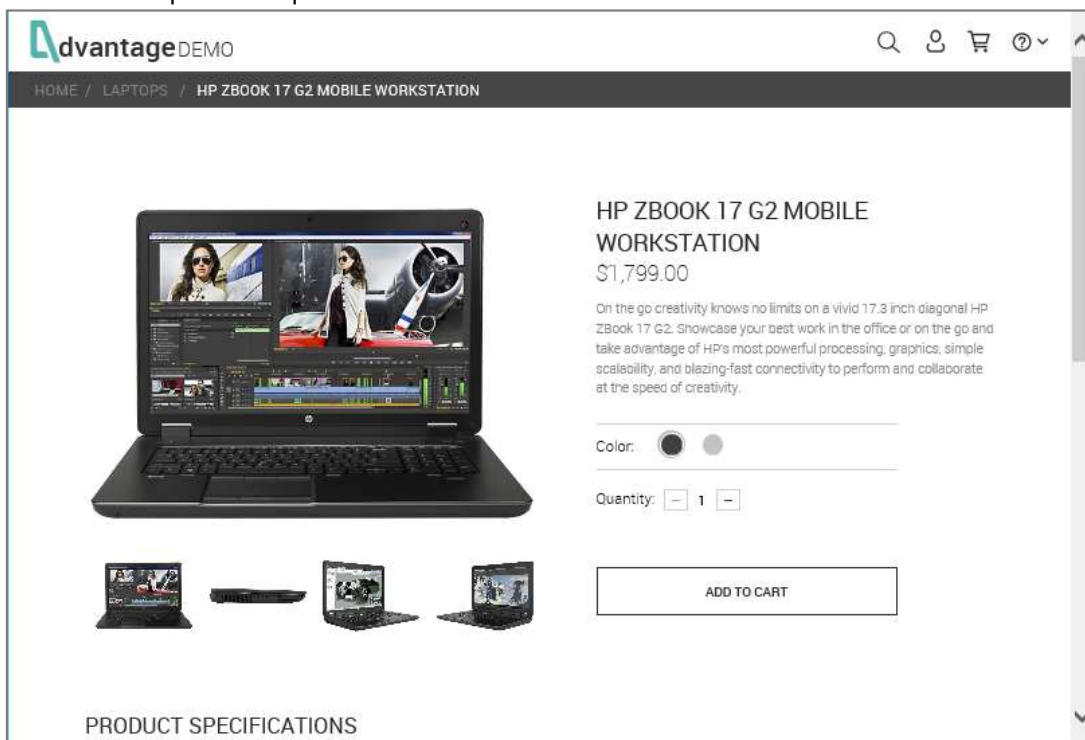 AdvantageDEMO
HOME / LAPTOPS / HP ZBOOK 17 G2 MOBILE WORKSTATION
HP ZBOOK 17 G2 MOBILE
WORKSTATION
$1,799.00
On the go creativity knows no limits on a vivid 17.3 inch diagonal HP
ZBook 17 G2. Showcase your best work in the office or on the go and
take advantage of HP's most powerful processing, graphics, simple
scalability, and blazing-fast connectivity to perform and collaborate
at the speed of creativity.
Color:
Quantity: − 1 −
ADD TO CART
PRODUCT SPECIFICATIONS